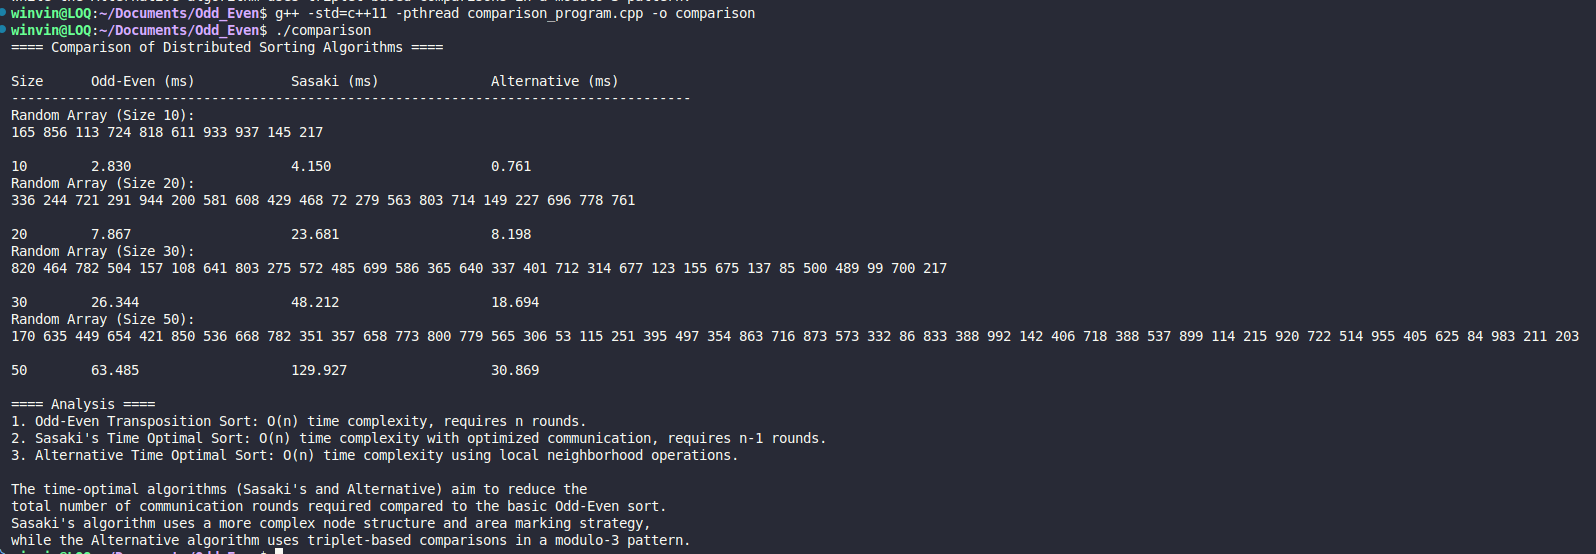 while the Alternative algorithm uses triplet-based comparisons in a modulo-3 pattern.
winvin@LOQ:~/Documents/Odd_Even$ g++ -std=c++11 -pthread comparison_program.cpp -o comparison
winvin@LOQ:~/Documents/Odd_Even$ ./comparison
==== Comparison of Distributed Sorting Algorithms ====
Size      Odd-Even (ms)            Sasaki (ms)              Alternative (ms)
-------------------------------------------------------------------------------------
Random Array (Size 10):
165 856 113 724 818 611 933 937 145 217
10        2.830                    4.150                    0.761
Random Array (Size 20):
336 244 721 291 944 200 581 608 429 468 72 279 563 803 714 149 227 696 778 761
20        7.867                    23.681                   8.198
Random Array (Size 30):
820 464 782 504 157 108 641 803 275 572 485 699 586 365 640 337 401 712 314 677 123 155 675 137 85 500 489 99 700 217
30        26.344                   48.212                   18.694
Random Array (Size 50):
170 635 449 654 421 850 536 668 782 351 357 658 773 800 779 565 306 53 115 251 395 497 354 863 716 873 573 332 86 833 388 992 142 406 718 388 537 899 114 215 920 722 514 955 405 625 84 983 211 203
50        63.485                   129.927                  30.869
==== Analysis ====
1. Odd-Even Transposition Sort: O(n) time complexity, requires n rounds.
2. Sasaki's Time Optimal Sort: O(n) time complexity with optimized communication, requires n-1 rounds.
3. Alternative Time Optimal Sort: O(n) time complexity using local neighborhood operations.
The time-optimal algorithms (Sasaki's and Alternative) aim to reduce the
total number of communication rounds required compared to the basic Odd-Even sort.
Sasaki's algorithm uses a more complex node structure and area marking strategy,
while the Alternative algorithm uses triplet-based comparisons in a modulo-3 pattern.
winvin@LOQ:~/Documents/Odd_Even$